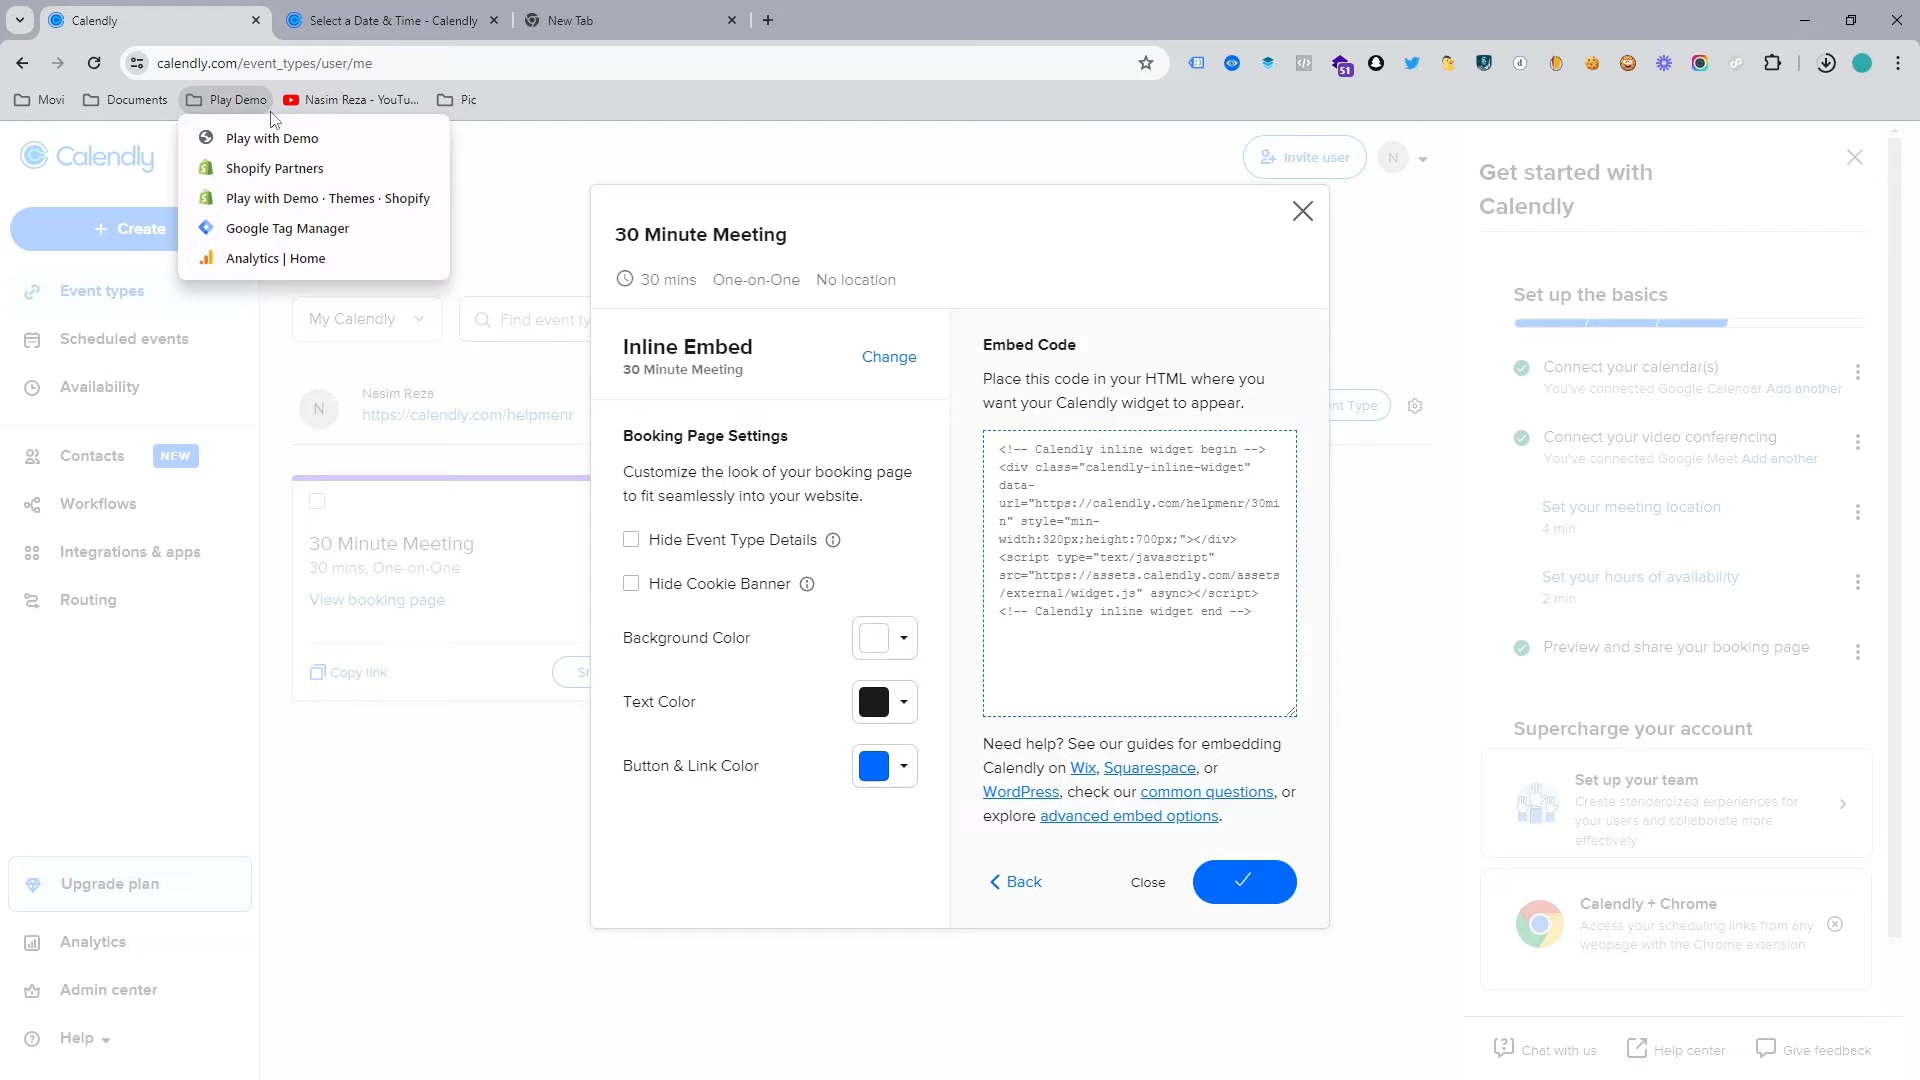 Calendly
Select a Date & Time - Calendly
New Tab
calendly.com/event_types/user/me
51
Movi
Documents
Play Demo
Nasim Reza - YouTu...
Pic
Play with Demo
Shopify Partners
Play with Demo · Themes · Shopify
Google Tag Manager
Analytics | Home
Calendly
+ Create
Event types
Scheduled events
Availability
Contacts
NEW
Workflows
Integrations & apps
Routing
Upgrade plan
Analytics
Admin center
Help
My Calendly
Find event ty
N
Nasim Reza
https://calendly.com/helpmenr
30 Minute Meeting
30 mins, One-on-One
View booking page
Copy link
Sh
Invite user
N
nt Type
30 Minute Meeting
30 mins One-on-One No location
Inline Embed
30 Minute Meeting
Change
Booking Page Settings
Customize the look of your booking page
to fit seamlessly into your website.
Hide Event Type Details
Hide Cookie Banner
Background Color
Text Color
Button & Link Color
Embed Code
Place this code in your HTML where you
want your Calendly widget to appear.
<!-- Calendly inline widget begin -->
<div class="calendly-inline-widget"
data-
url="https://calendly.com/helpmenr/30mi
n" style="min-
width:320px;height:700px;"></div>
<script type="text/javascript"
src="https://assets.calendly.com/assets
/external/widget.js" async></script>
<!-- Calendly inline widget end -->
Need help? See our guides for embedding
Calendly on Wix, Squarespace, or
WordPress, check our common questions, or
explore advanced embed options.
Back
Close
Get started with
Calendly
Set up the basics
Connect your calendar(s)
You've connected Google Calendar Add another
Connect your video conferencing
You've connected Google Meet Add another
Set your meeting location
4 min
Set your hours of availability
2 min
Preview and share your booking page
Supercharge your account
Set up your team
Create standardized experiences for
your users and collaborate more
effectively
Calendly + Chrome
Access your scheduling links from any
webpage with the Chrome extension
Chat with us
Help center
Give feedback